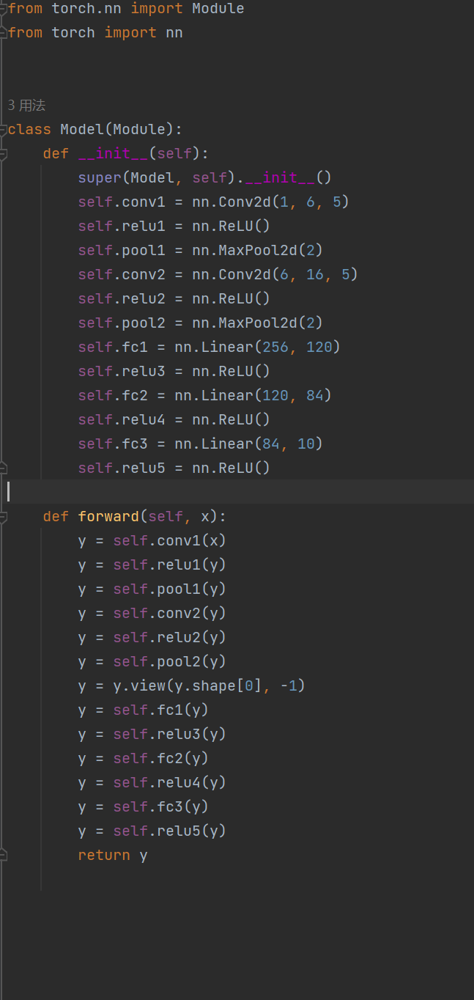 from torch.nn import Module
from torch import nn
3 用法
class Model(Module):
    def __init__(self):
        super(Model, self).__init__()
        self.conv1 = nn.Conv2d(1, 6, 5)
        self.relu1 = nn.ReLU()
        self.pool1 = nn.MaxPool2d(2)
        self.conv2 = nn.Conv2d(6, 16, 5)
        self.relu2 = nn.ReLU()
        self.pool2 = nn.MaxPool2d(2)
        self.fc1 = nn.Linear(256, 120)
        self.relu3 = nn.ReLU()
        self.fc2 = nn.Linear(120, 84)
        self.relu4 = nn.ReLU()
        self.fc3 = nn.Linear(84, 10)
        self.relu5 = nn.ReLU()
    def forward(self, x):
        y = self.conv1(x)
        y = self.relu1(y)
        y = self.pool1(y)
        y = self.conv2(y)
        y = self.relu2(y)
        y = self.pool2(y)
        y = y.view(y.shape[0], -1)
        y = self.fc1(y)
        y = self.relu3(y)
        y = self.fc2(y)
        y = self.relu4(y)
        y = self.fc3(y)
        y = self.relu5(y)
        return y